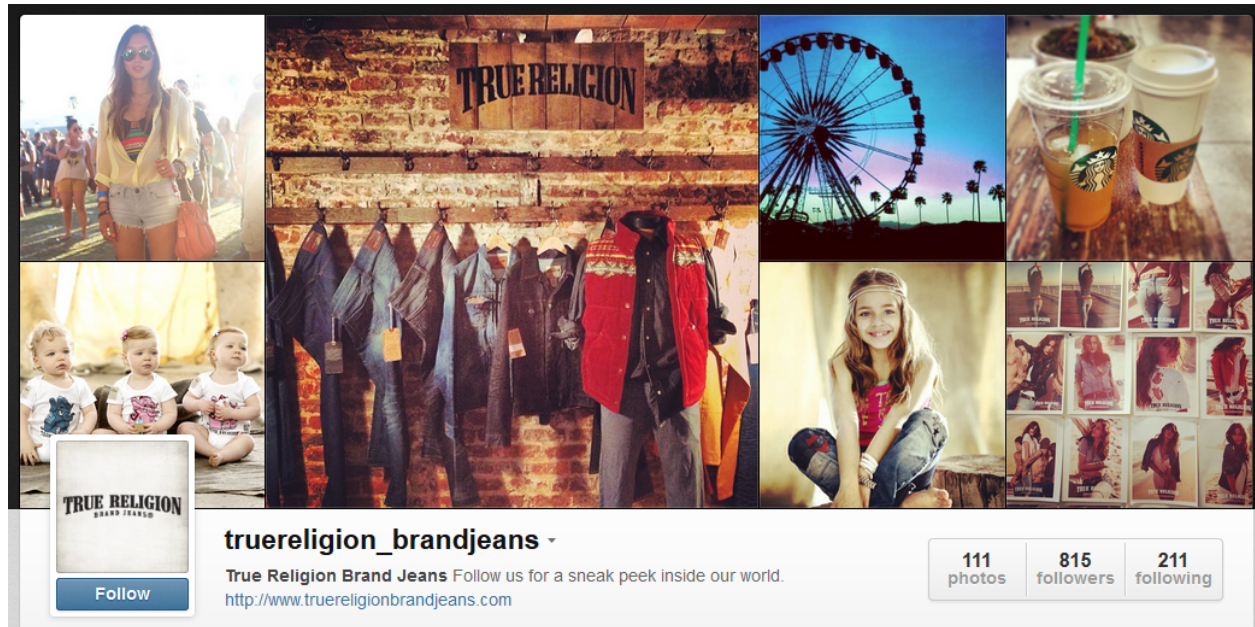 TRUE RELIGION
TRUE RELIGION
BRAND JEANS®
Follow
truereligion_brandjeans
True Religion Brand Jeans Follow us for a sneak peek inside our world.
http://www.truereligionbrandjeans.com
111 photos
815 followers
211 following